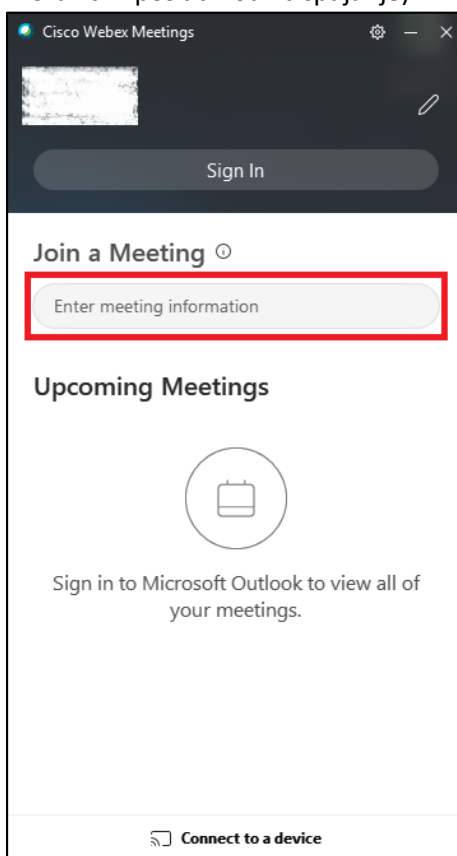 Cisco Webex Meetings
Sign In
Join a Meeting
Enter meeting information
Upcoming Meetings
Sign in to Microsoft Outlook to view all of
your meetings.
Connect to a device